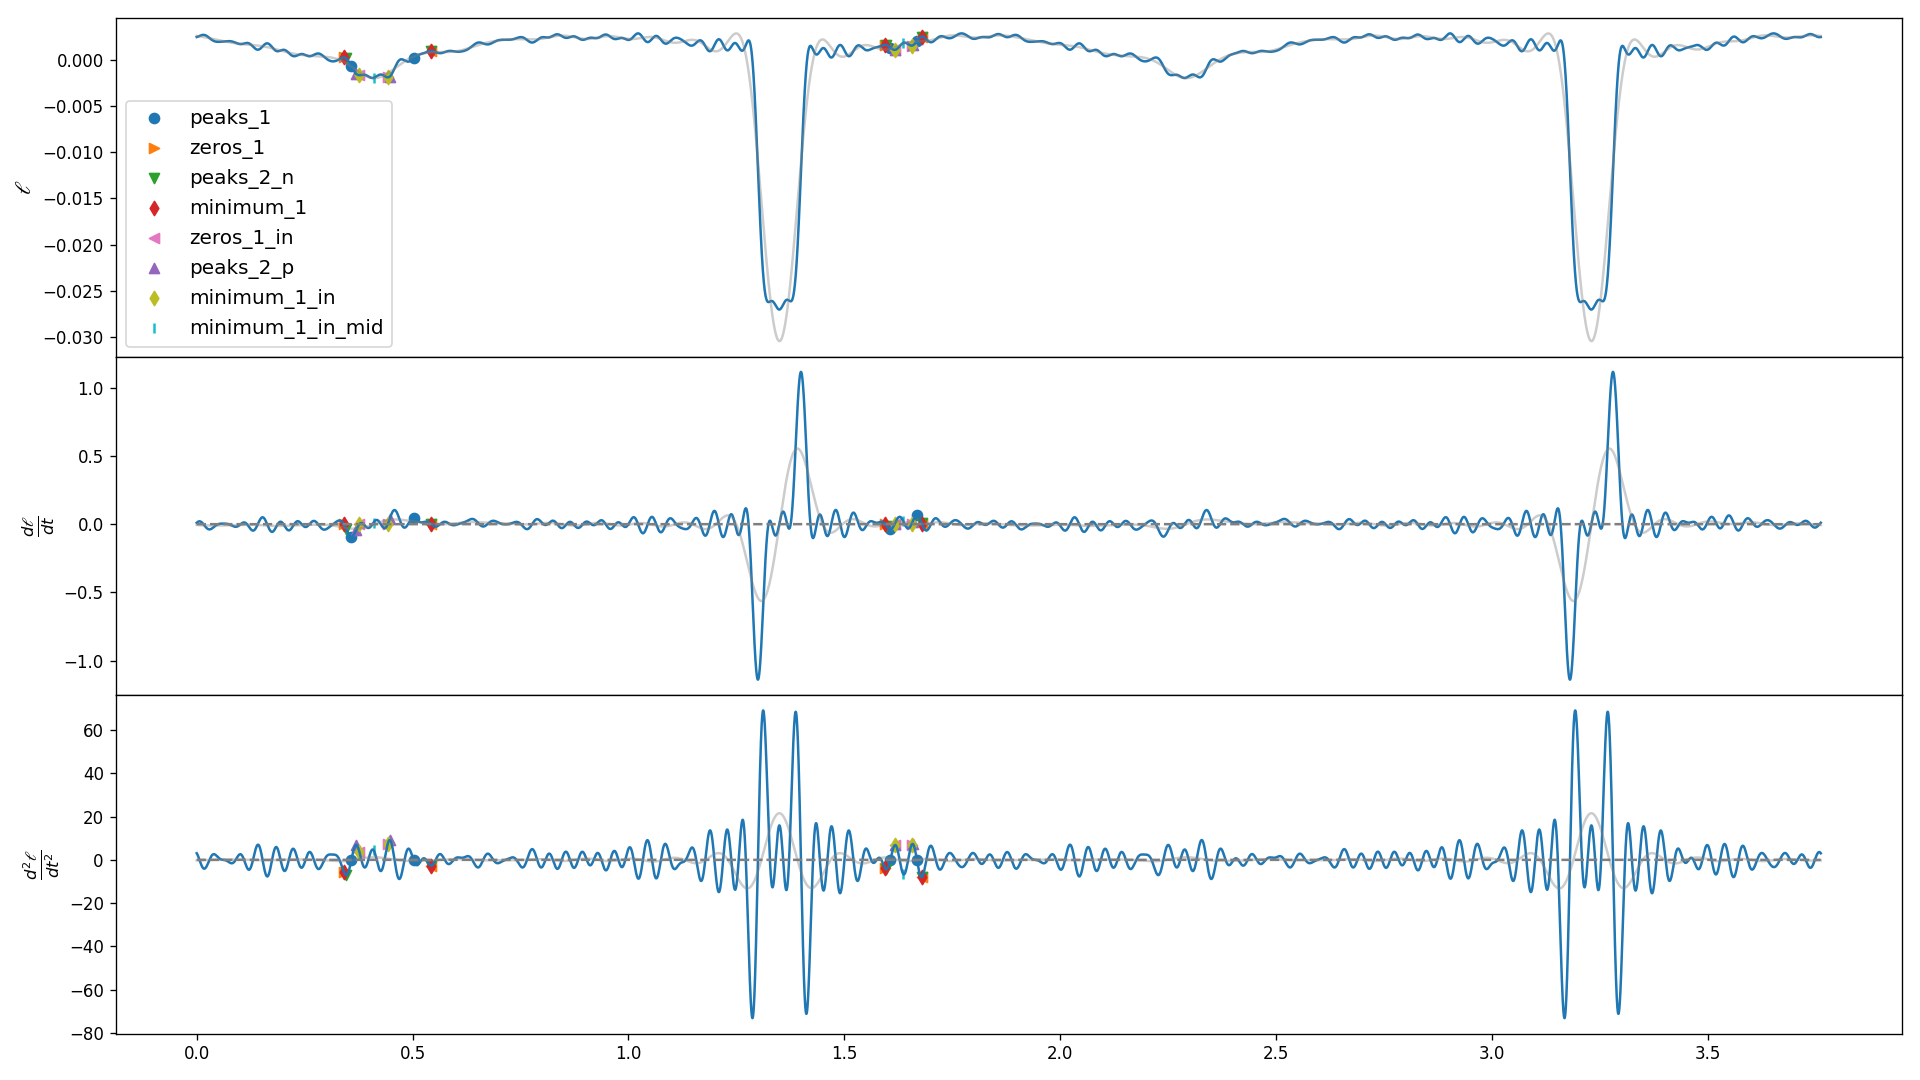 0.000
−0.005
−0.010
−0.015
−0.020
−0.025
−0.030
ℓ
peaks_1
zeros_1
peaks_2_n
minimum_1
zeros_1_in
peaks_2_p
minimum_1_in
minimum_1_in_mid
1.0
0.5
0.0
−0.5
−1.0
dℓ
dt
60
40
20
0
−20
−40
−60
−80
d²ℓ
dt²
0.0 0.5 1.0 1.5 2.0 2.5 3.0 3.5